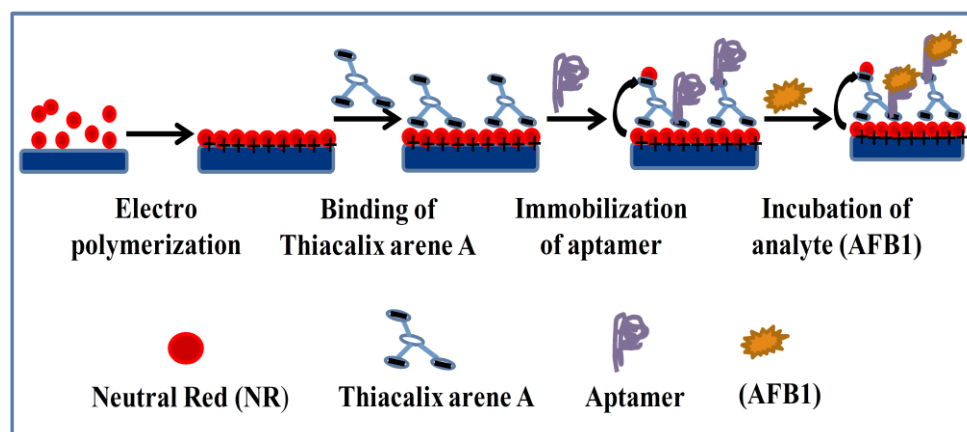 Electro
polymerization
Binding of
Thiacalix arene A
Immobilization
of aptamer
Incubation of
analyte (AFB1)
Neutral Red (NR)
Thiacalix arene A
Aptamer
(AFB1)